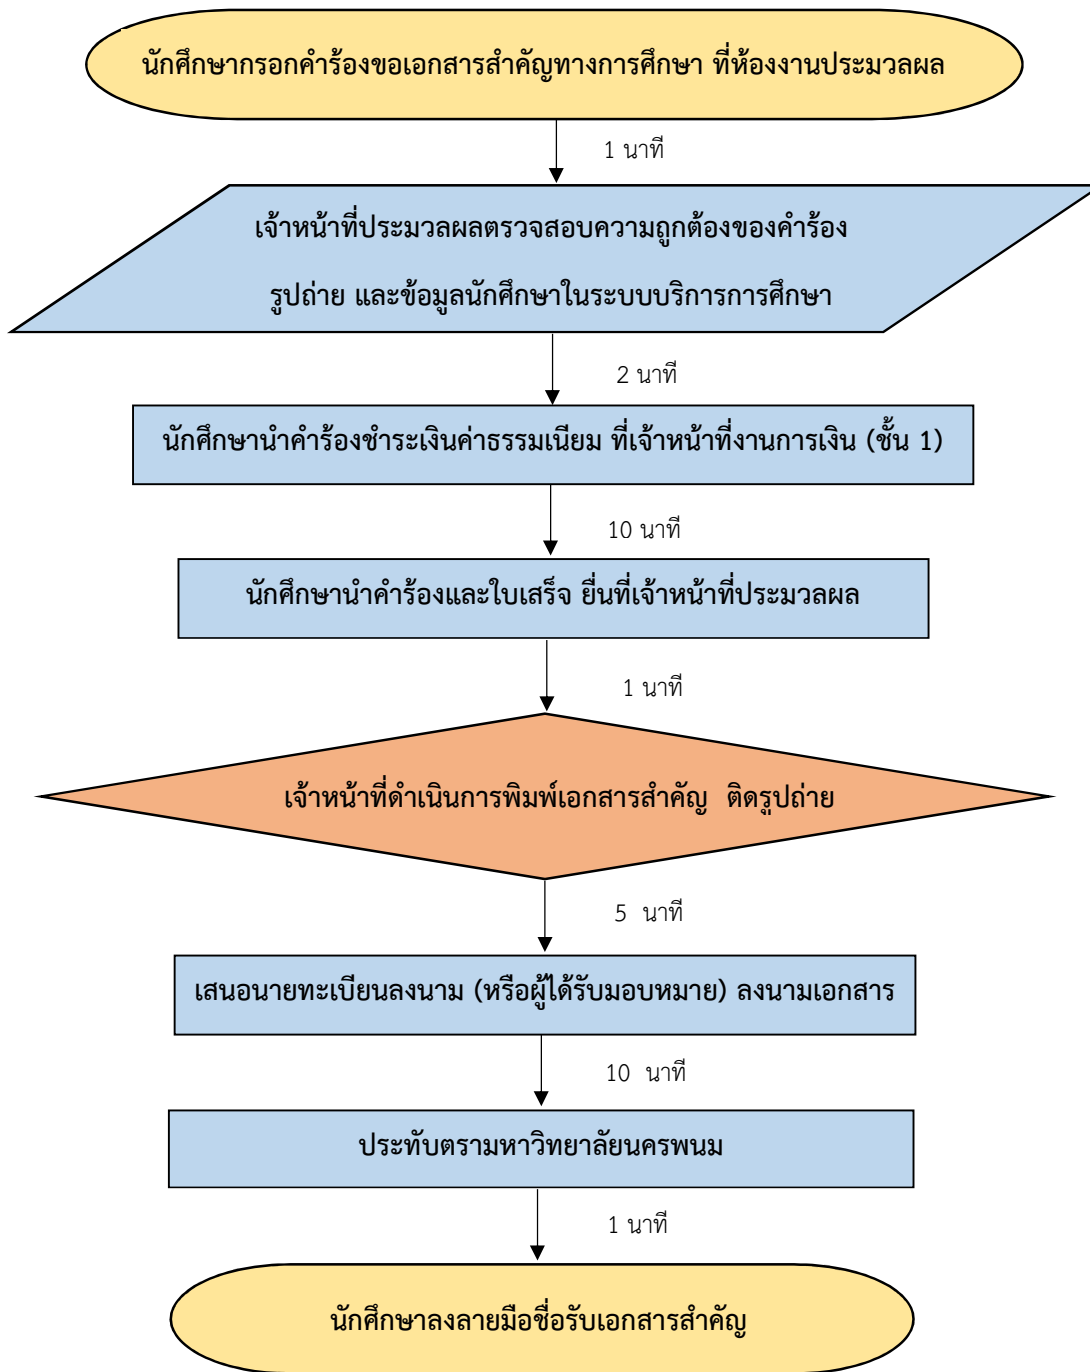 นักศึกษากรอกคำร้องขอเอกสารสำคัญทางการศึกษา ที่ห้องงานประมวลผล
1 นาที
เจ้าหน้าที่ประมวลผลตรวจสอบความถูกต้องของคำร้อง
รูปถ่าย และข้อมูลนักศึกษาในระบบบริการการศึกษา
2 นาที
นักศึกษานำคำร้องชำระเงินค่าธรรมเนียม ที่เจ้าหน้าที่งานการเงิน (ชั้น 1)
10 นาที
นักศึกษานำคำร้องและใบเสร็จ ยื่นที่เจ้าหน้าที่ประมวลผล
1 นาที
เจ้าหน้าที่ดำเนินการพิมพ์เอกสารสำคัญ ติดรูปถ่าย
5 นาที
เสนอนายทะเบียนลงนาม (หรือผู้ได้รับมอบหมาย) ลงนามเอกสาร
10 นาที
ประทับตรามหาวิทยาลัยนครพนม
1 นาที
นักศึกษาลงลายมือชื่อรับเอกสารสำคัญ